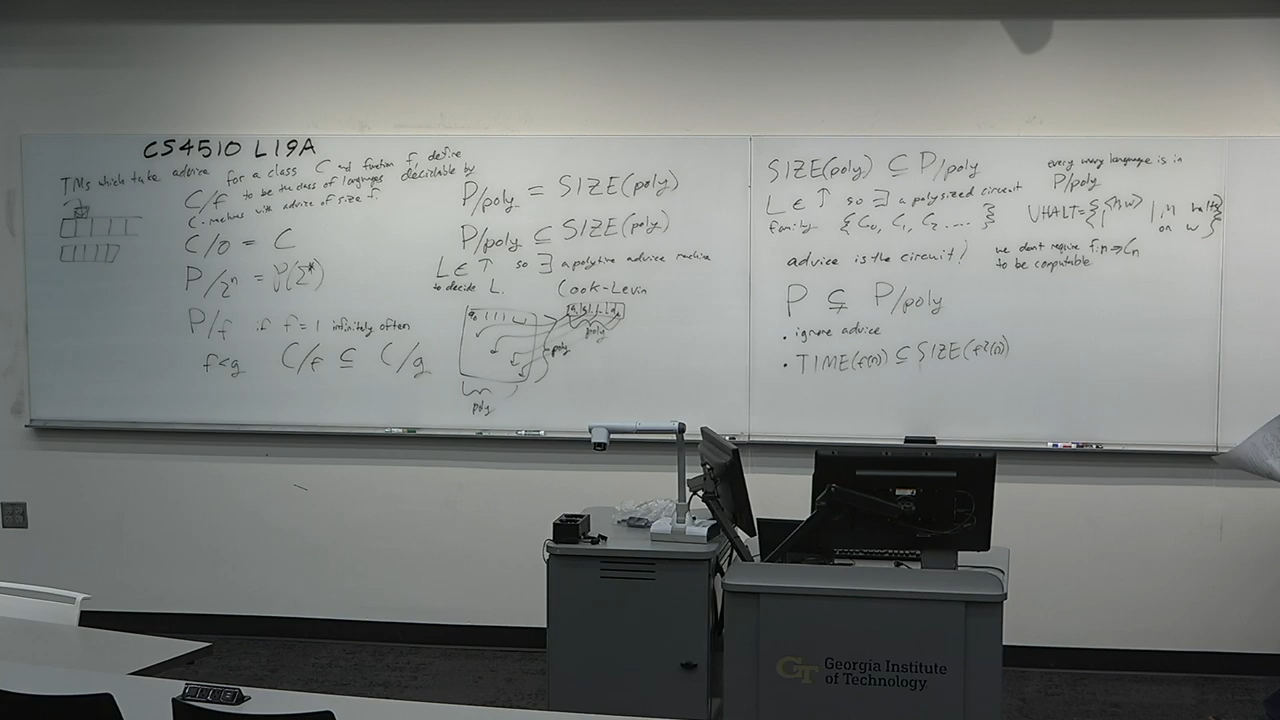 CS4510 L19A
TMs which take advice for a class C and function f, define
C/f to be the class of languages decidable by
C-machines with advice of size f.
C/0 = C
P/2ⁿ = P(Σ*)
P/f if f=1 infinitely often
f<g C/f ⊆ C/g
P/poly = SIZE(poly)
P/poly ⊆ SIZE(poly)
L ∈ ↑ so ∃ a polytime advice machine
to decide L. Cook-Levin
poly
poly
poly
SIZE(poly) ⊆ P/poly
L ∈ ↑ so ∃ a polysized circuit
family {C₀, C₁, C₂ .... }
advice is the circuit!
P ⊊ P/poly
• ignore advice
• TIME(f(n)) ⊆ SIZE(f²(n))
every unary language is in
P/poly
UHALT = {1^<M,w> | M halts on w}
we don't require f:n→Cₙ
to be computable
GT Georgia Institute
of Technology